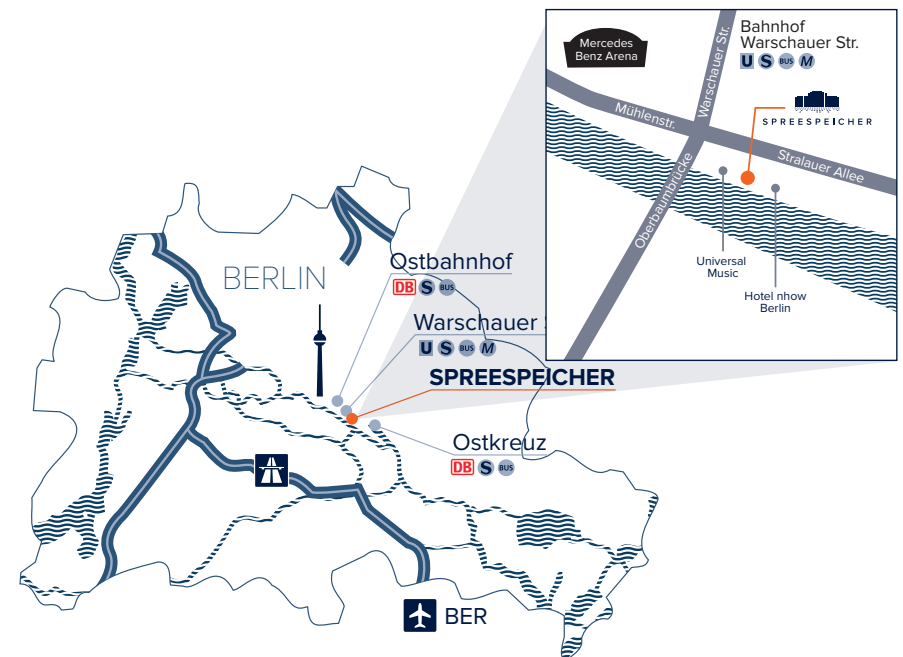 Mercedes
Benz Arena
Warschauer Str.
Bahnhof
Warschauer Str.
U S BUS M
SPREESPEICHER
Mühlenstr.
Stralauer Allee
Oberbaumbrücke
Universal
Music
Hotel nhow
Berlin
BERLIN
Ostbahnhof
DB S BUS
Warschauer S
U S BUS M
SPREESPEICHER
Ostkreuz
DB S BUS
BER